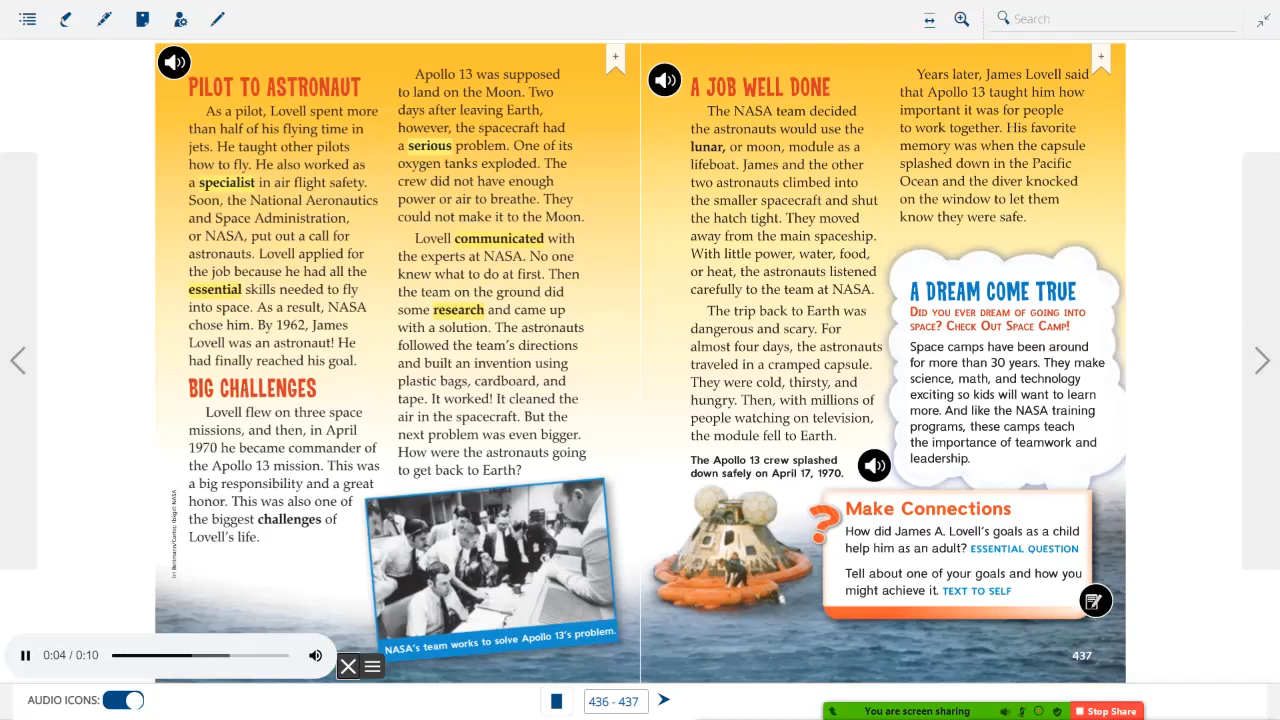 Search
PILOT TO ASTRONAUT
As a pilot, Lovell spent more
than half of his flying time in
jets. He taught other pilots
how to fly. He also worked as
a specialist in air flight safety.
Soon, the National Aeronautics
and Space Administration,
or NASA, put out a call for
astronauts. Lovell applied for
the job because he had all the
essential skills needed to fly
into space. As a result, NASA
chose him. By 1962, James
Lovell was an astronaut! He
had finally reached his goal.
BIG CHALLENGES
Lovell flew on three space
missions, and then, in April
1970 he became commander of
the Apollo 13 mission. This was
a big responsibility and a great
honor. This was also one of
the biggest challenges of
Lovell's life.
Apollo 13 was supposed
to land on the Moon. Two
days after leaving Earth,
however, the spacecraft had
a serious problem. One of its
oxygen tanks exploded. The
crew did not have enough
power or air to breathe. They
could not make it to the Moon.
Lovell communicated with
the experts at NASA. No one
knew what to do at first. Then
the team on the ground did
some research and came up
with a solution. The astronauts
followed the team's directions
and built an invention using
plastic bags, cardboard, and
tape. It worked! It cleaned the
air in the spacecraft. But the
next problem was even bigger.
How were the astronauts going
to get back to Earth?
NASA's team works to solve Apollo 13's problem.
A JOB WELL DONE
The NASA team decided
the astronauts would use the
lunar, or moon, module as a
lifeboat. James and the other
two astronauts climbed into
the smaller spacecraft and shut
the hatch tight. They moved
away from the main spaceship.
With little power, water, food,
or heat, the astronauts listened
carefully to the team at NASA.
The trip back to Earth was
dangerous and scary. For
almost four days, the astronauts
traveled in a cramped capsule.
They were cold, thirsty, and
hungry. Then, with millions of
people watching on television,
the module fell to Earth.
The Apollo 13 crew splashed
down safely on April 17, 1970.
Years later, James Lovell said
that Apollo 13 taught him how
important it was for people
to work together. His favorite
memory was when the capsule
splashed down in the Pacific
Ocean and the diver knocked
on the window to let them
know they were safe.
A DREAM COME TRUE
DID YOU EVER DREAM OF GOING INTO
SPACE? CHECK OUT SPACE CAMP!
Space camps have been around
for more than 30 years. They make
science, math, and technology
exciting so kids will want to learn
more. And like the NASA training
programs, these camps teach
the importance of teamwork and
leadership.
? Make Connections
How did James A. Lovell's goals as a child
help him as an adult? ESSENTIAL QUESTION
Tell about one of your goals and how you
might achieve it. TEXT TO SELF
437
0:04 / 0:10
AUDIO ICONS:
436 - 437
You are screen sharing
Stop Share